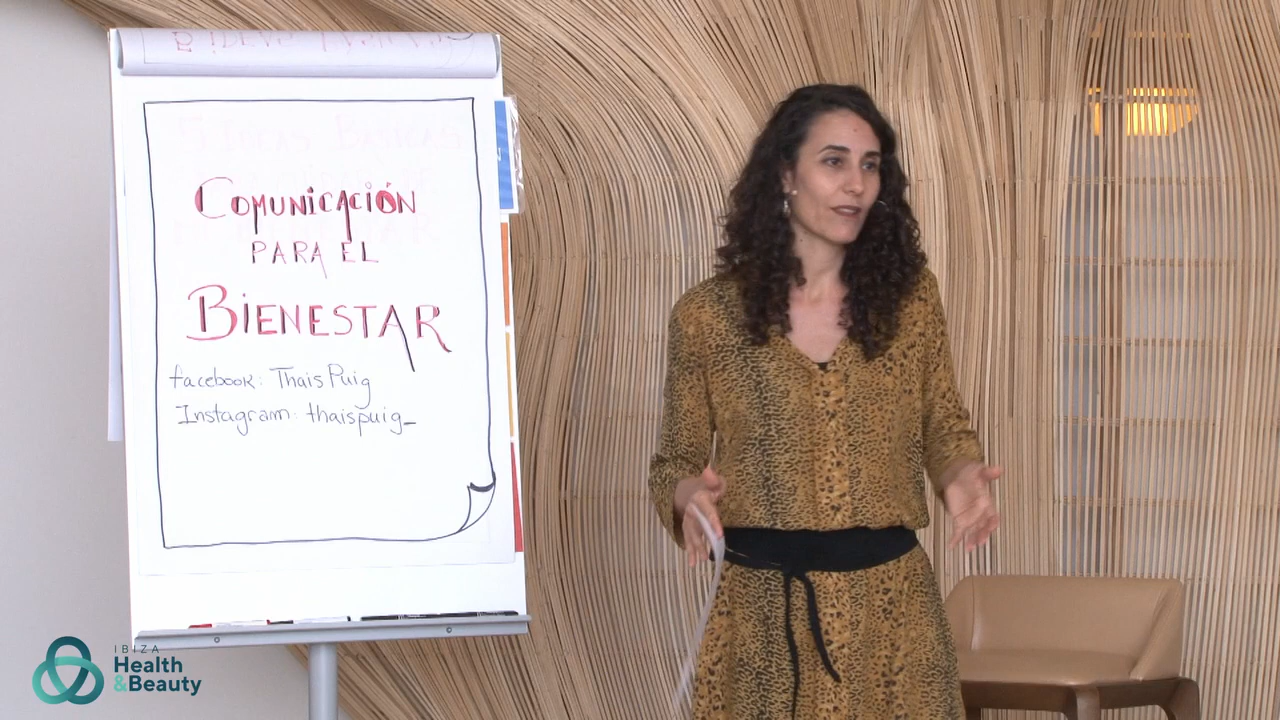 COMUNICACIÓN
PARA EL
BIENESTAR
facebook: Thais Puig
Instagram: thaispuig_
IBIZA
Health
&Beauty